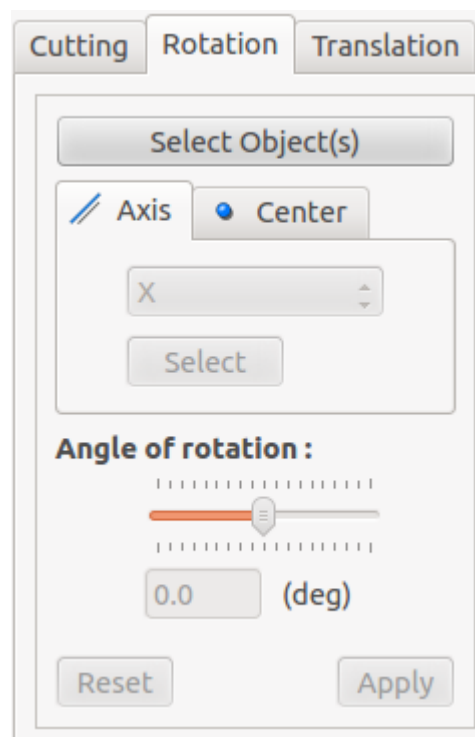 Cutting Rotation Translation
Select Object(s)
Axis Center
X
Select
Angle of rotation :
0.0 (deg)
Reset Apply